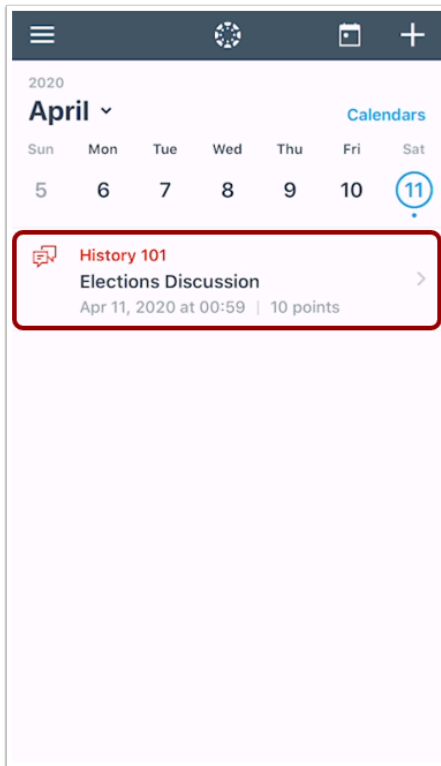 2020
April
Calendars
Sun Mon Tue Wed Thu Fri Sat
5 6 7 8 9 10 11
History 101
Elections Discussion
Apr 11, 2020 at 00:59 | 10 points